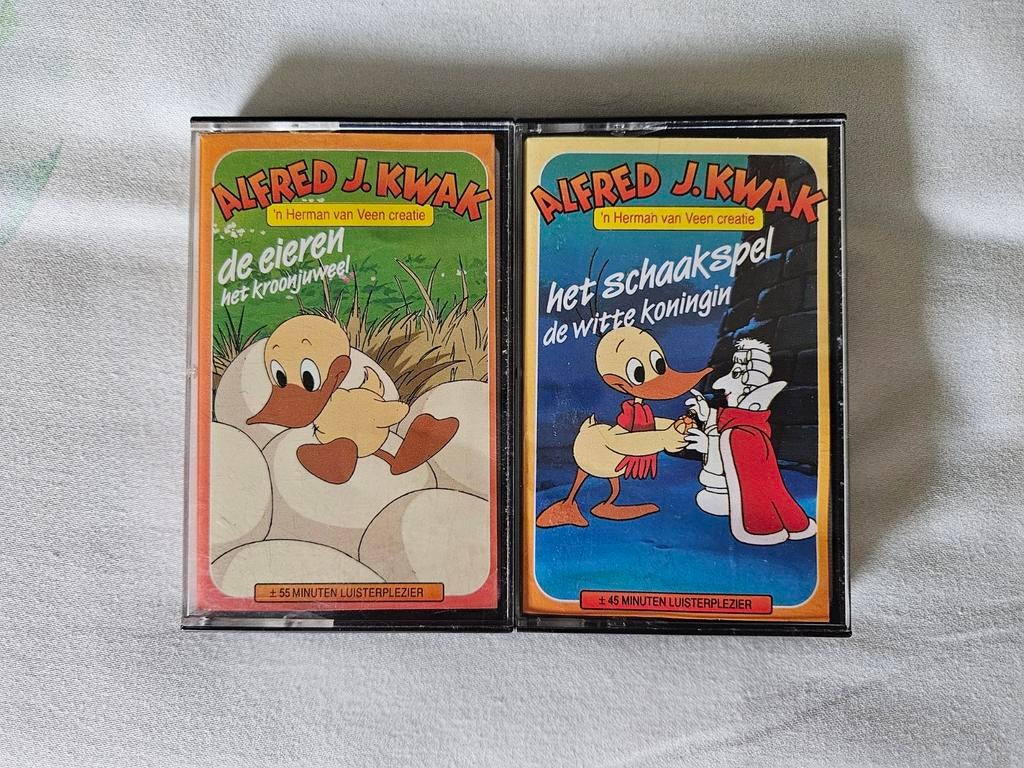 ALFRED J. KWAK
'n Herman van Veen creatie
de eieren
het kroonjuweel
± 55 MINUTEN LUISTERPLEZIER
ALFRED J. KWAK
'n Herman van Veen creatie
het schaakspel
de witte koningin
± 45 MINUTEN LUISTERPLEZIER